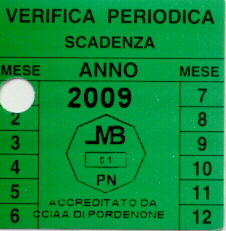 VERIFICA PERIODICA
SCADENZA
MESE ANNO MESE
2009 7
2 JMB 8
3 9
01
4 10
PN
5 11
ACCREDITATO DA
6 CCIAA DI PORDENONE 12